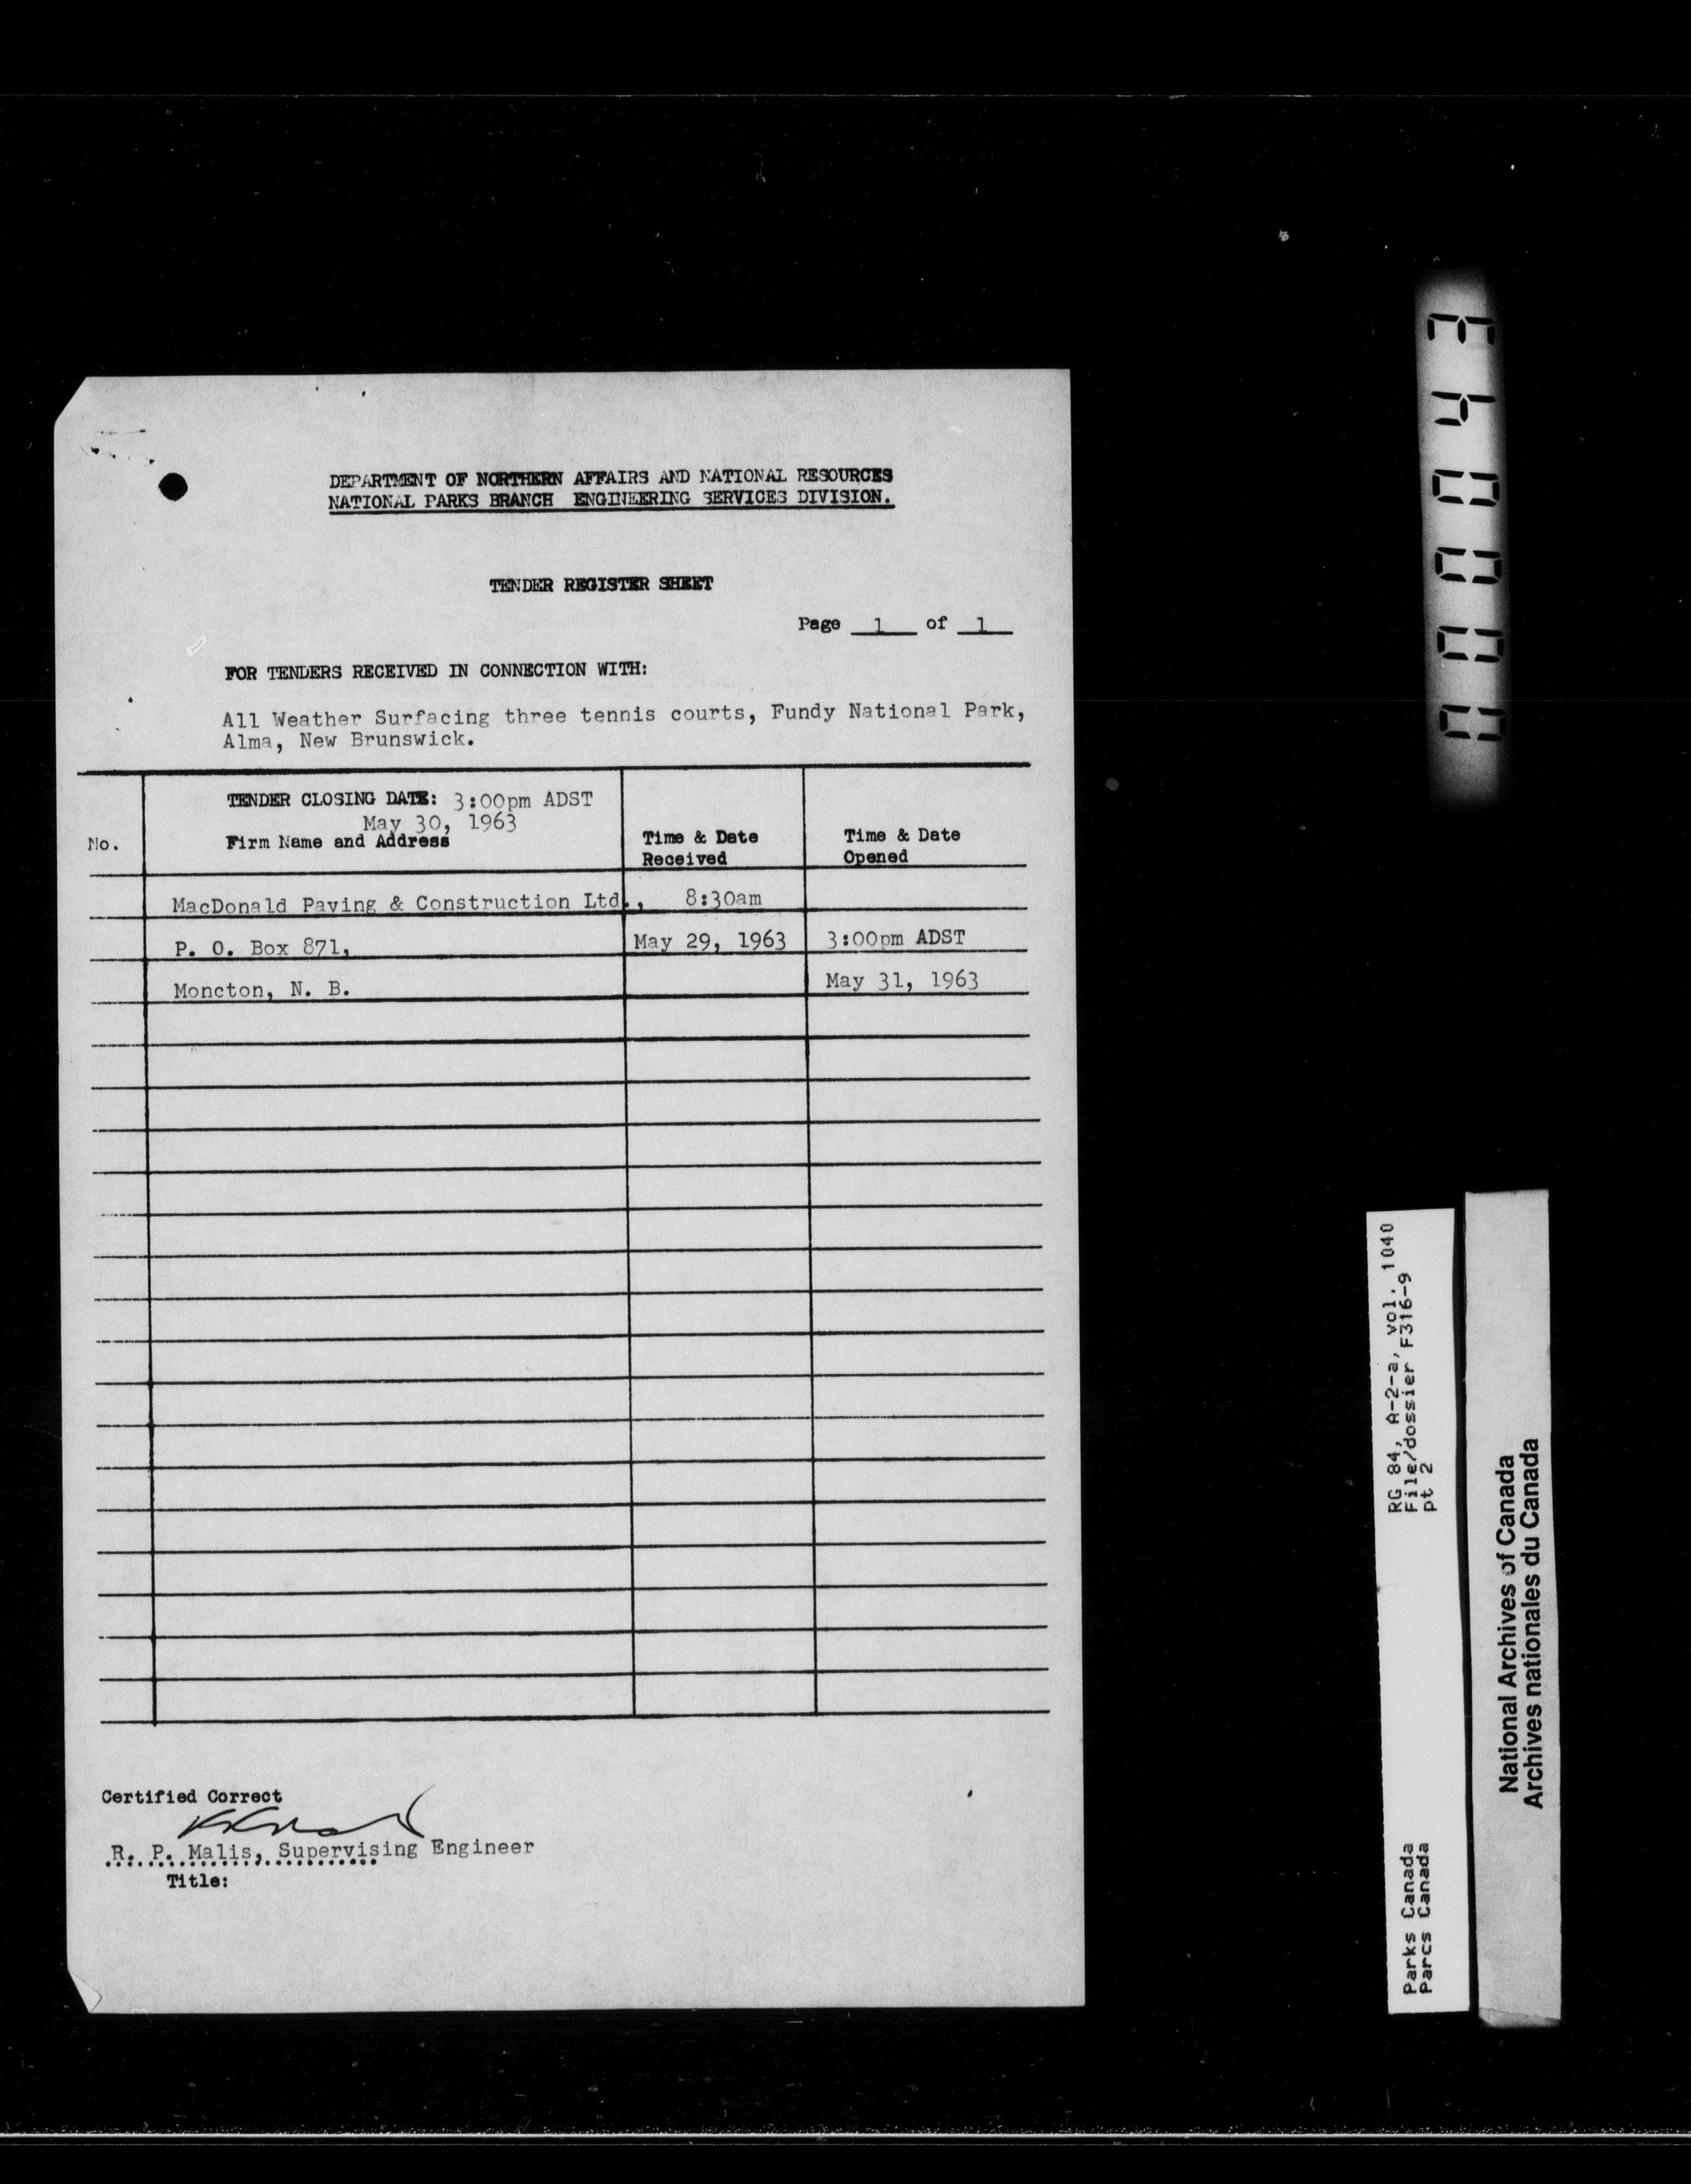 DEPARTMENT OF NORTHERN AFFAIRS AND NATIONAL RESOURCES
NATIONAL PARKS BRANCH ENGINEERING SERVICES DIVISION.
TENDER REGISTER SHEET
Page 1 of 1
FOR TENDERS RECEIVED IN CONNECTION WITH:
All Weather Surfacing three tennis courts, Fundy National Park,
Alma, New Brunswick.
TENDER CLOSING DATE: 3:00pm ADST
May 30, 1963
No. Firm Name and Address Time & Date Received Time & Date Opened
MacDonald Paving & Construction Ltd., 8:30am
P. O. Box 871, May 29, 1963 3:00pm ADST
Moncton, N. B. May 31, 1963
Certified Correct
R. P. Malis, Supervising Engineer
Title:
RG 84, A-2-a, vol. 1040
File/dossier F316-9
pt 2
Parks Canada
Parcs Canada
National Archives of Canada
Archives nationales du Canada